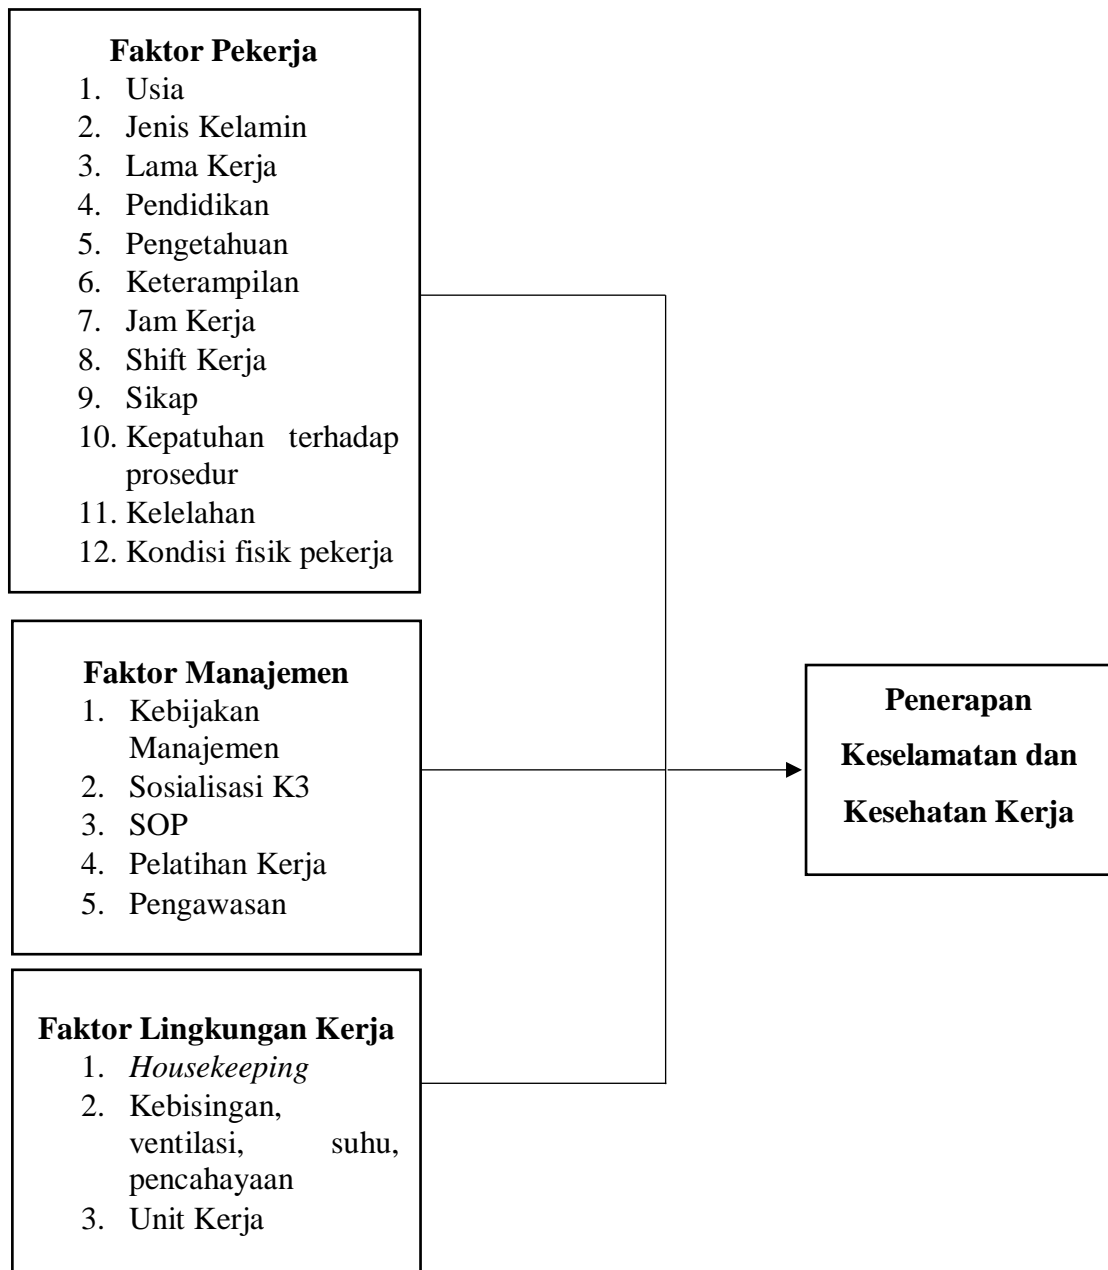 Faktor Pekerja
1. Usia
2. Jenis Kelamin
3. Lama Kerja
4. Pendidikan
5. Pengetahuan
6. Keterampilan
7. Jam Kerja
8. Shift Kerja
9. Sikap
10. Kepatuhan terhadap
prosedur
11. Kelelahan
12. Kondisi fisik pekerja
Faktor Manajemen
1. Kebijakan
Manajemen
2. Sosialisasi K3
3. SOP
4. Pelatihan Kerja
5. Pengawasan
Faktor Lingkungan Kerja
1. Housekeeping
2. Kebisingan,
ventilasi, suhu,
pencahayaan
3. Unit Kerja
Penerapan
Keselamatan dan
Kesehatan Kerja